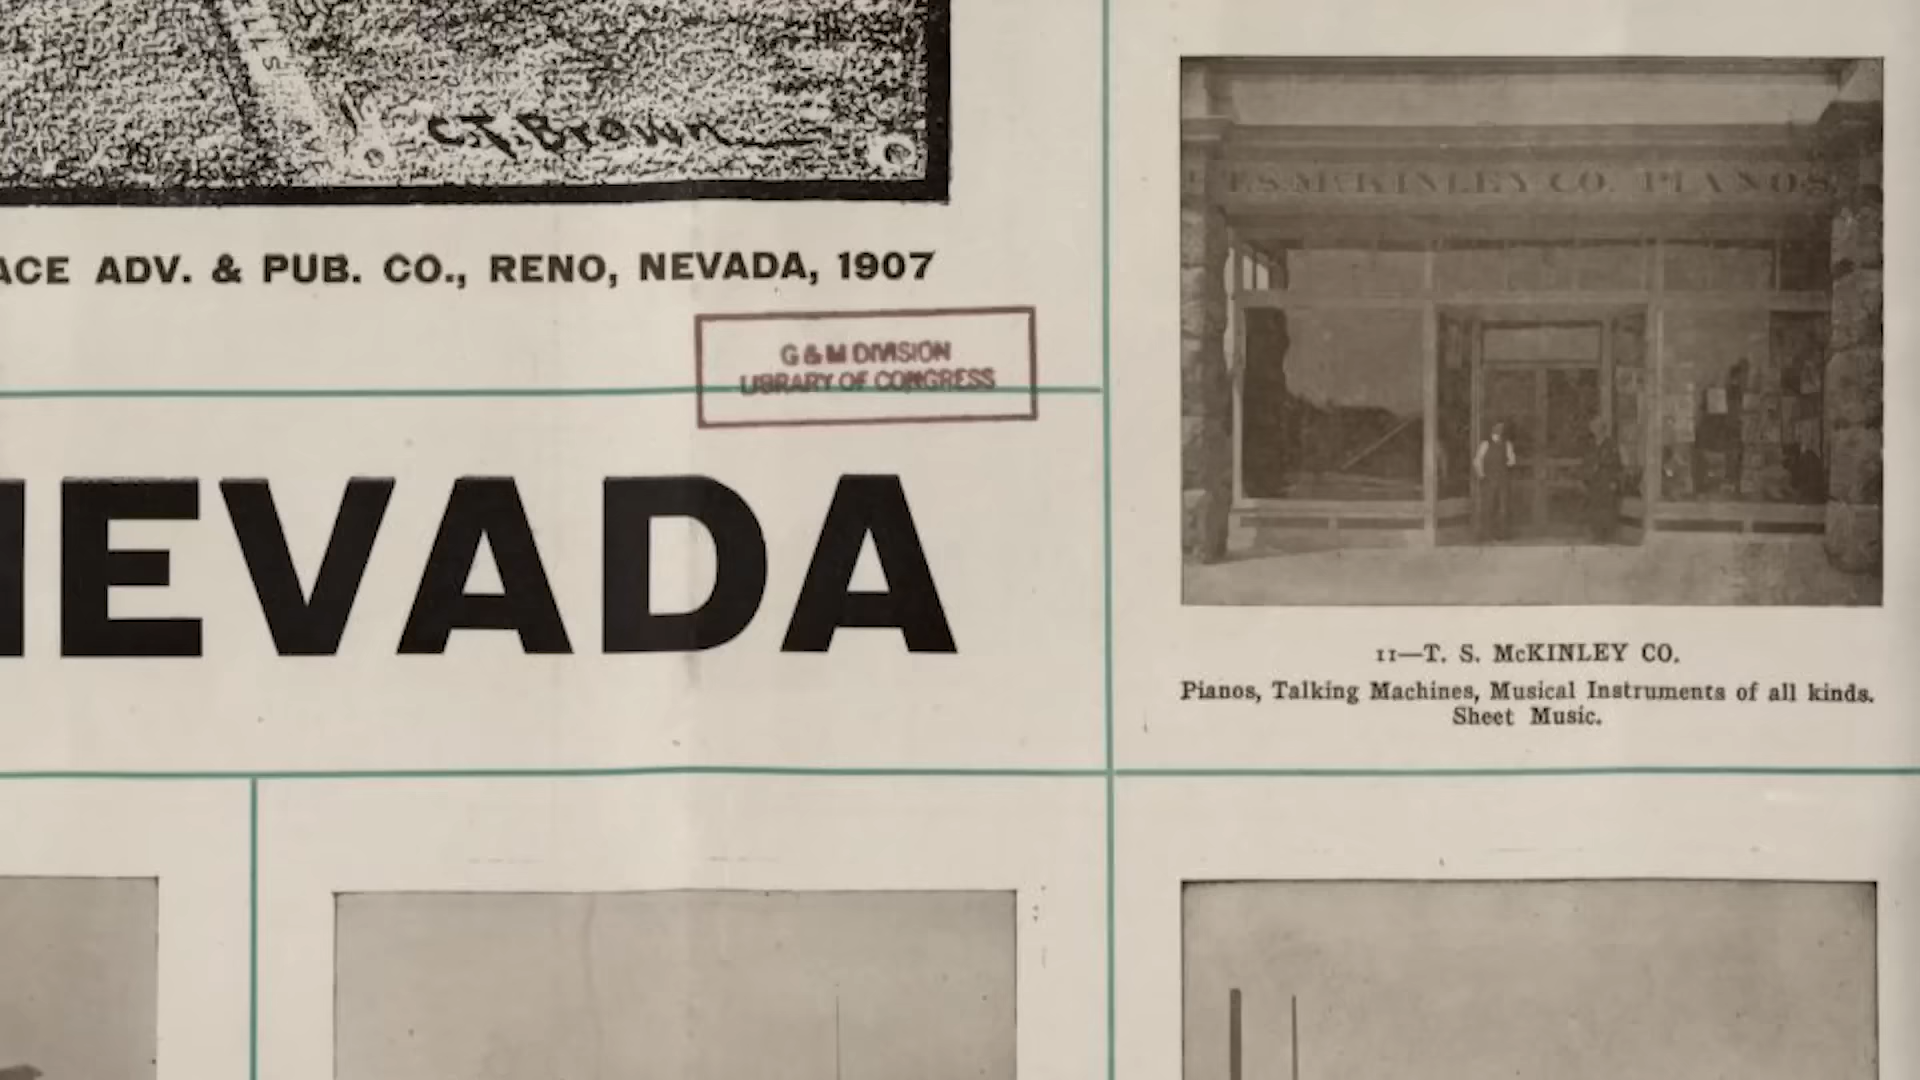 C.T. Brown
ACE ADV. & PUB. CO., RENO, NEVADA, 1907
G & M DIVISION
LIBRARY OF CONGRESS
NEVADA
T.S. McKINLEY CO. PIANOS
11—T. S. McKINLEY CO.
Pianos, Talking Machines, Musical Instruments of all kinds.
Sheet Music.